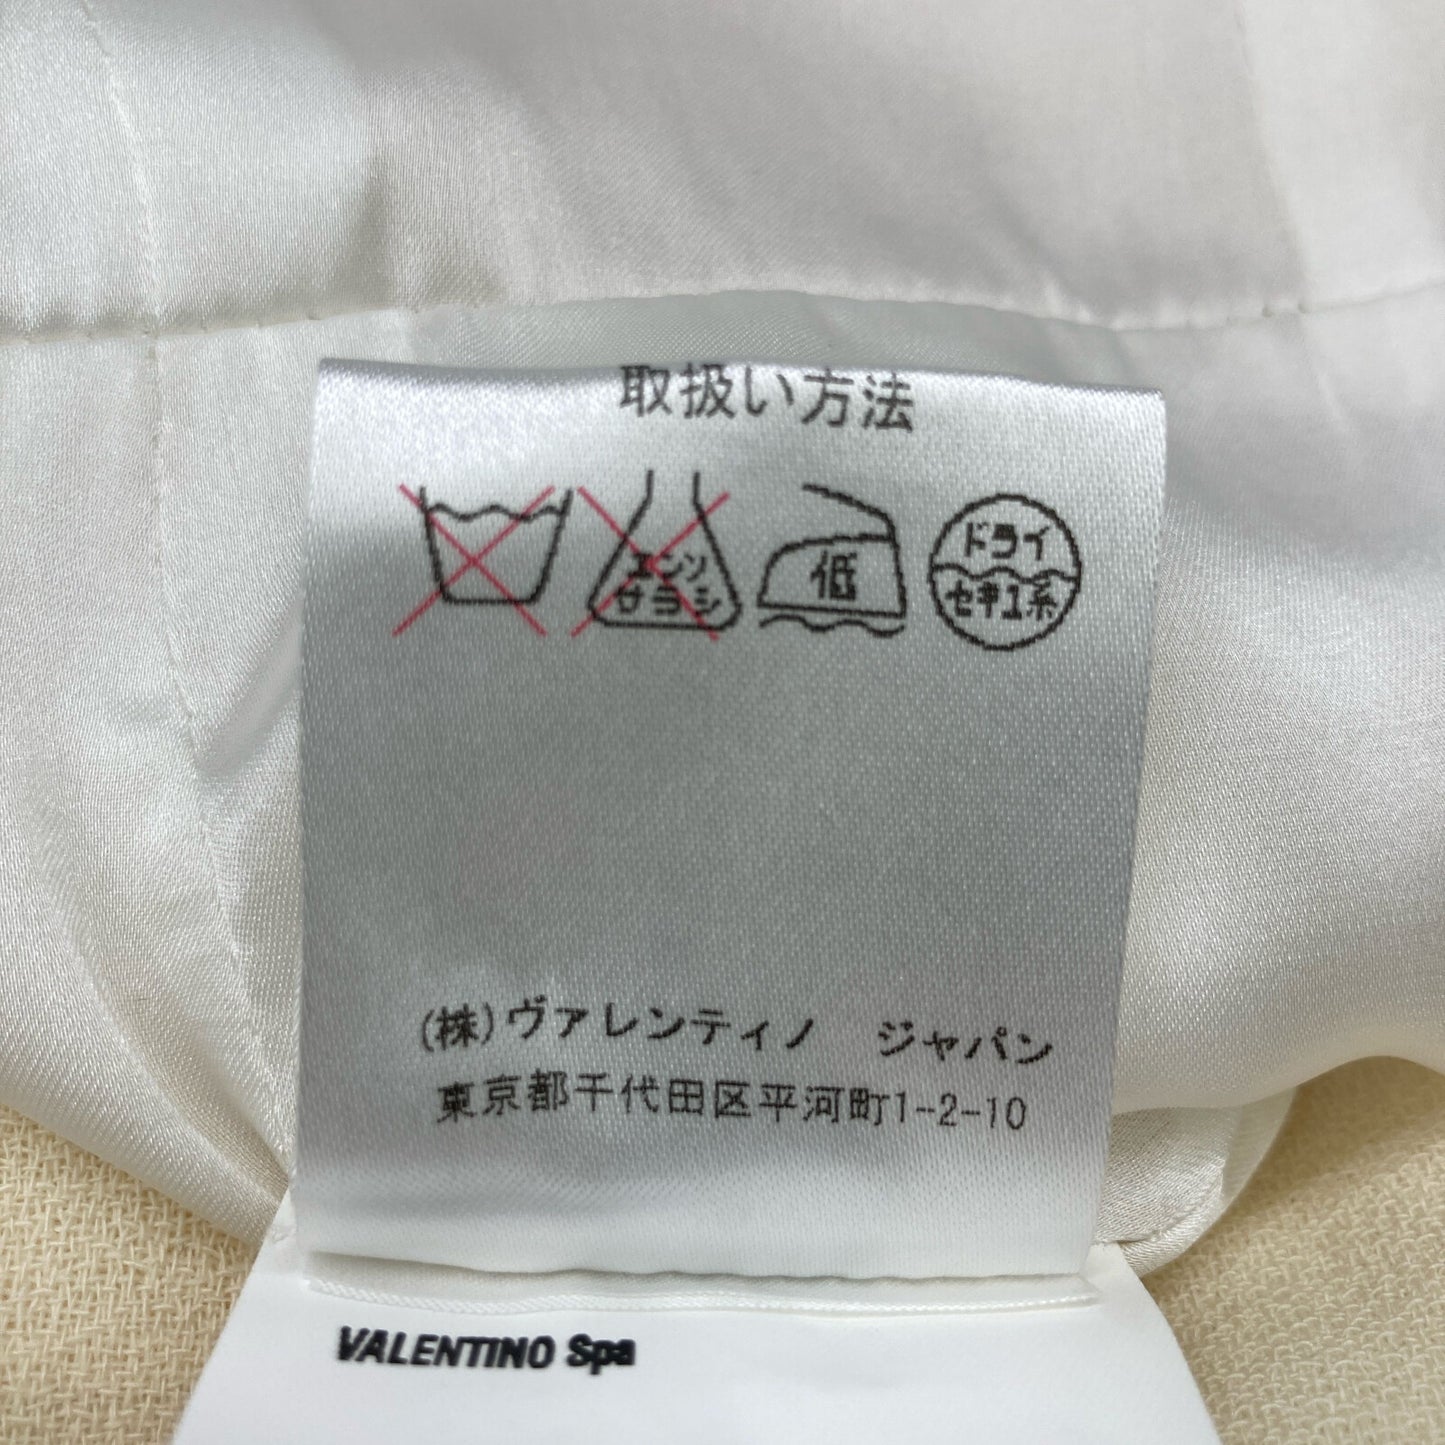 取扱い方法
エンソ
サラシ
低
ドライ
セキユ系
(株)ヴァレンティノ ジャパン
東京都千代田区平河町1-2-10
VALENTINO Spa